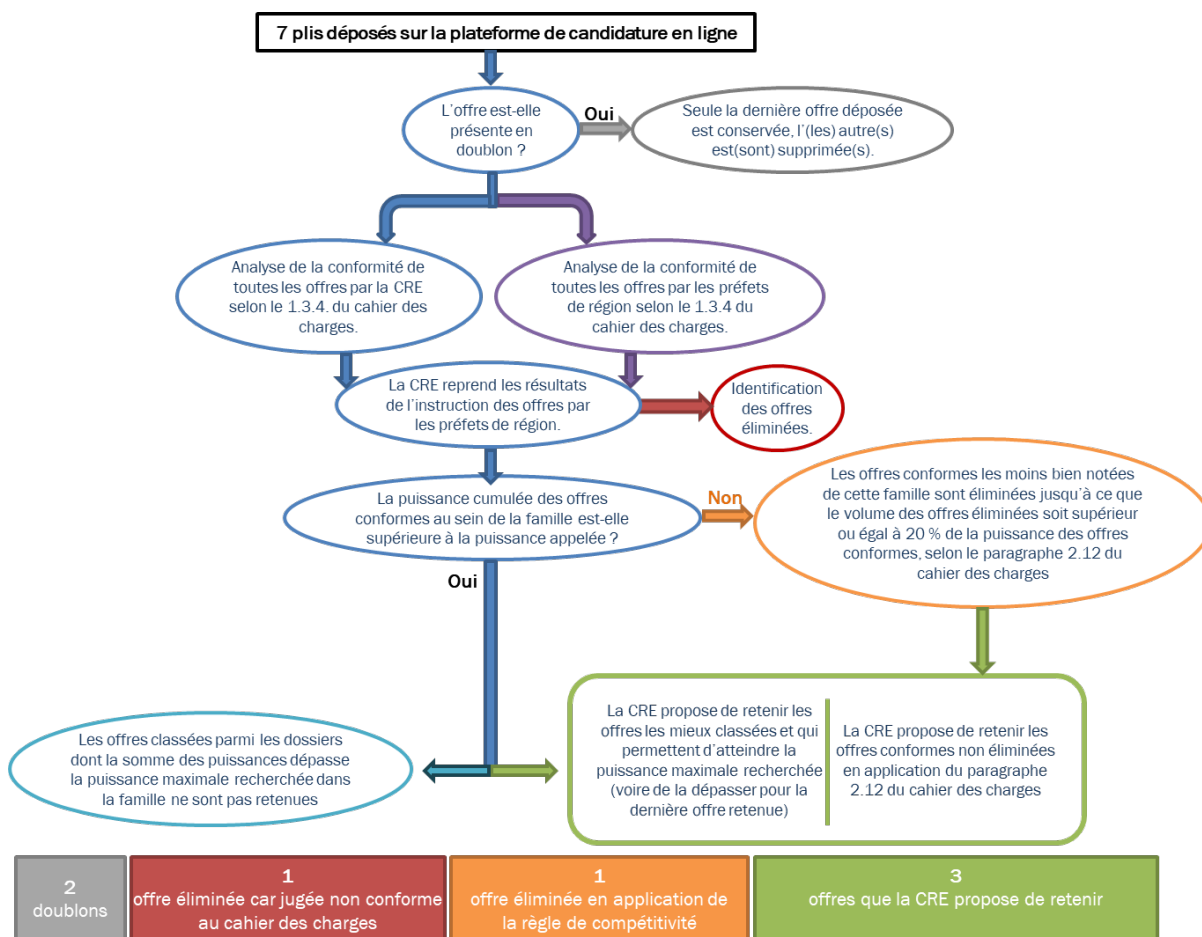 7 plis déposés sur la plateforme de candidature en ligne
L'offre est-elle
présente en
doublon ?
Oui
Seule la dernière offre déposée
est conservée, l'(les) autre(s)
est(sont) supprimée(s).
Analyse de la conformité de
toutes les offres par la CRE
selon le 1.3.4. du cahier des
charges.
Analyse de la conformité de
toutes les offres par les préfets
de région selon le 1.3.4 du
cahier des charges.
La CRE reprend les résultats
de l'instruction des offres par
les préfets de région.
Identification
des offres
éliminées.
La puissance cumulée des offres
conformes au sein de la famille est-elle
supérieure à la puissance appelée ?
Non
Les offres conformes les moins bien notées
de cette famille sont éliminées jusqu'à ce que
le volume des offres éliminées soit supérieur
ou égal à 20 % de la puissance des offres
conformes, selon le paragraphe 2.12 du
cahier des charges
Oui
Les offres classées parmi les dossiers
dont la somme des puissances dépasse
la puissance maximale recherchée dans
la famille ne sont pas retenues
La CRE propose de retenir les
offres les mieux classées et qui
permettent d'atteindre la
puissance maximale recherchée
(voire de la dépasser pour la
dernière offre retenue)
La CRE propose de retenir les
offres conformes non éliminées
en application du paragraphe
2.12 du cahier des charges
2
doublons
1
offre éliminée car jugée non conforme
au cahier des charges
1
offre éliminée en application de
la règle de compétitivité
3
offres que la CRE propose de retenir